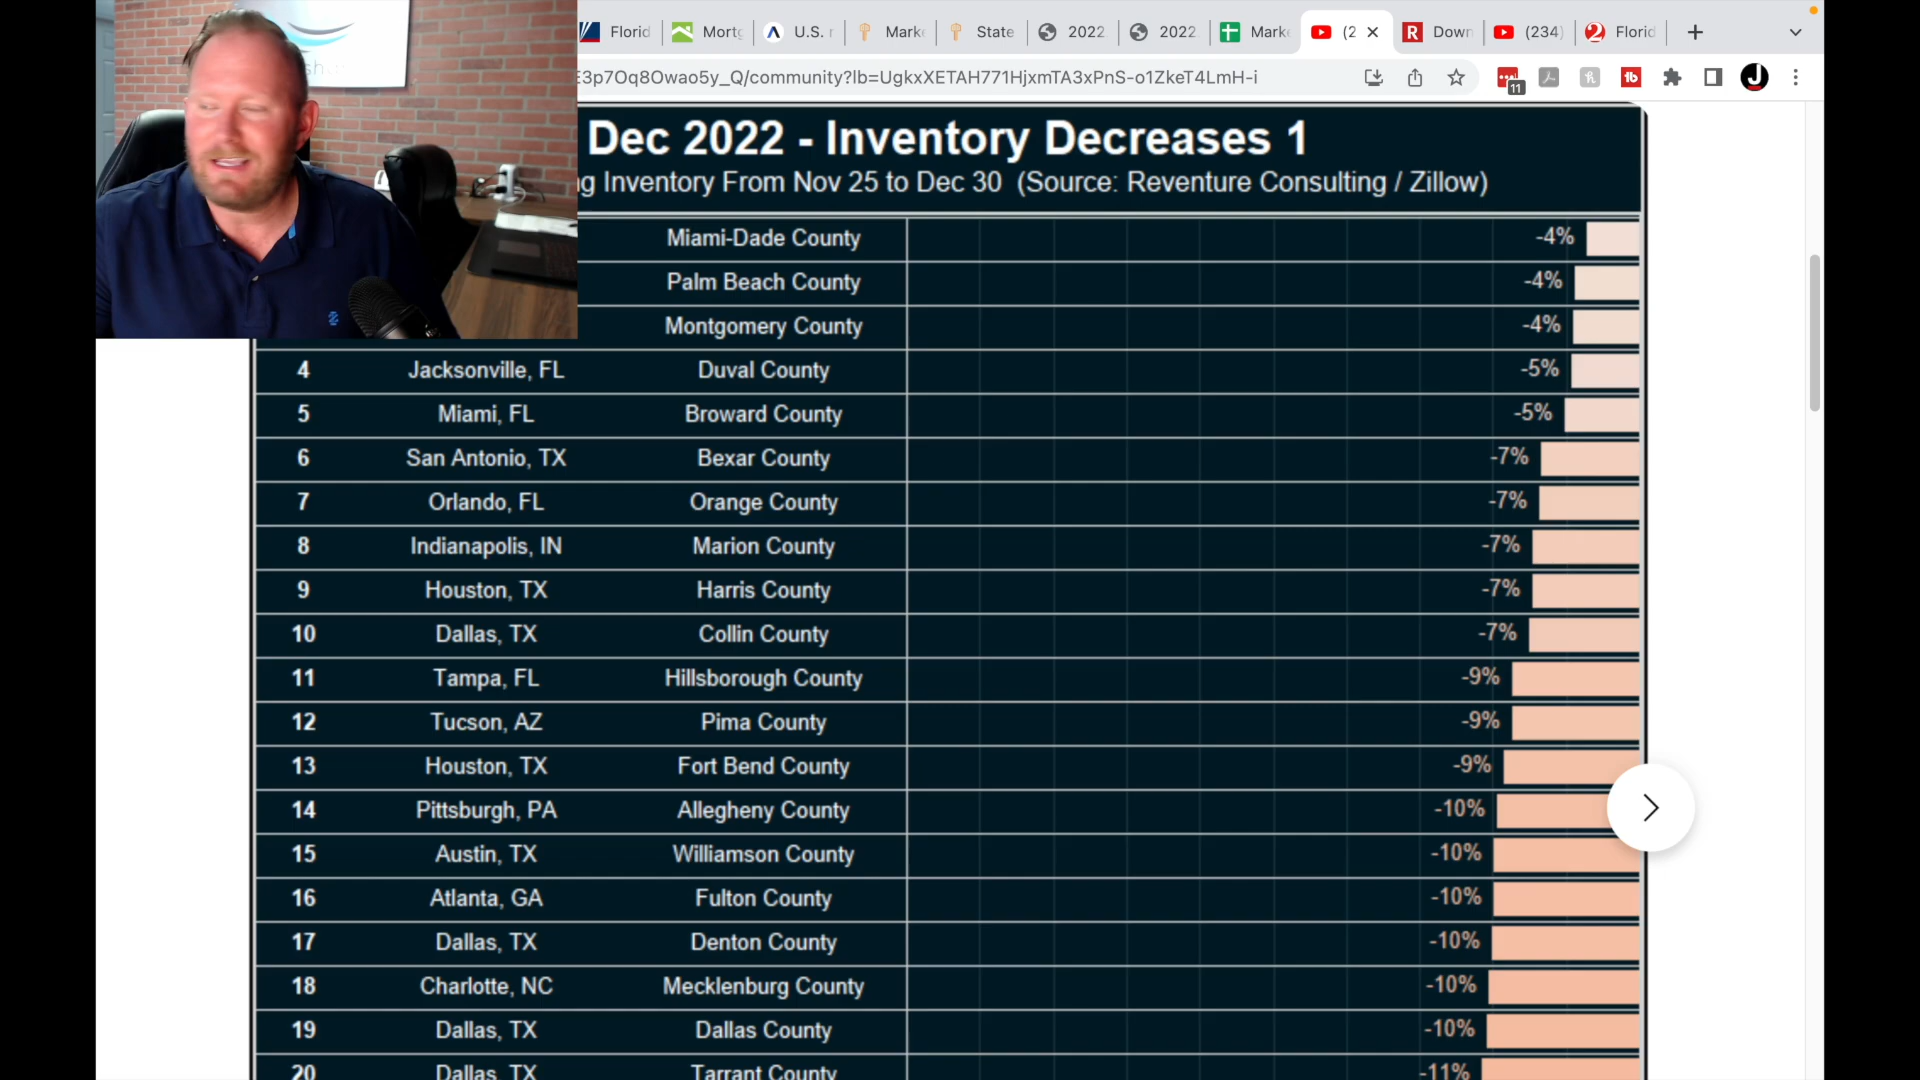 Florid
Mortg
U.S. r
Marke
State
2022
2022
Marke
(2
Down
(234)
Florid
E3p7Oq8Owao5y_Q/community?lb=UgkxXETAH771HjxmTA3xPnS-o1ZkeT4LmH-i
11
Dec 2022 - Inventory Decreases 1
g Inventory From Nov 25 to Dec 30 (Source: Reventure Consulting / Zillow)
Miami-Dade County -4%
Palm Beach County -4%
Montgomery County -4%
4 Jacksonville, FL Duval County -5%
5 Miami, FL Broward County -5%
6 San Antonio, TX Bexar County -7%
7 Orlando, FL Orange County -7%
8 Indianapolis, IN Marion County -7%
9 Houston, TX Harris County -7%
10 Dallas, TX Collin County -7%
11 Tampa, FL Hillsborough County -9%
12 Tucson, AZ Pima County -9%
13 Houston, TX Fort Bend County -9%
14 Pittsburgh, PA Allegheny County -10%
15 Austin, TX Williamson County -10%
16 Atlanta, GA Fulton County -10%
17 Dallas, TX Denton County -10%
18 Charlotte, NC Mecklenburg County -10%
19 Dallas, TX Dallas County -10%
20 Dallas, TX Tarrant County -11%